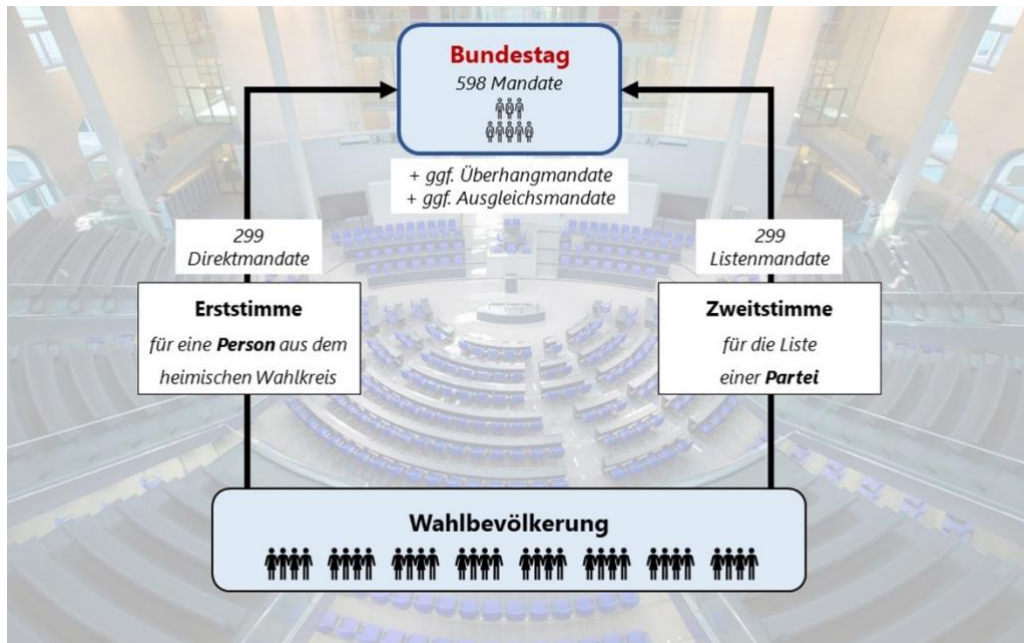 Bundestag
598 Mandate
+ ggf. Überhangmandate
+ ggf. Ausgleichsmandate
299
Direktmandate
Erststimme
für eine Person aus dem
heimischen Wahlkreis
299
Listenmandate
Zweitstimme
für die Liste
einer Partei
Wahlbevölkerung